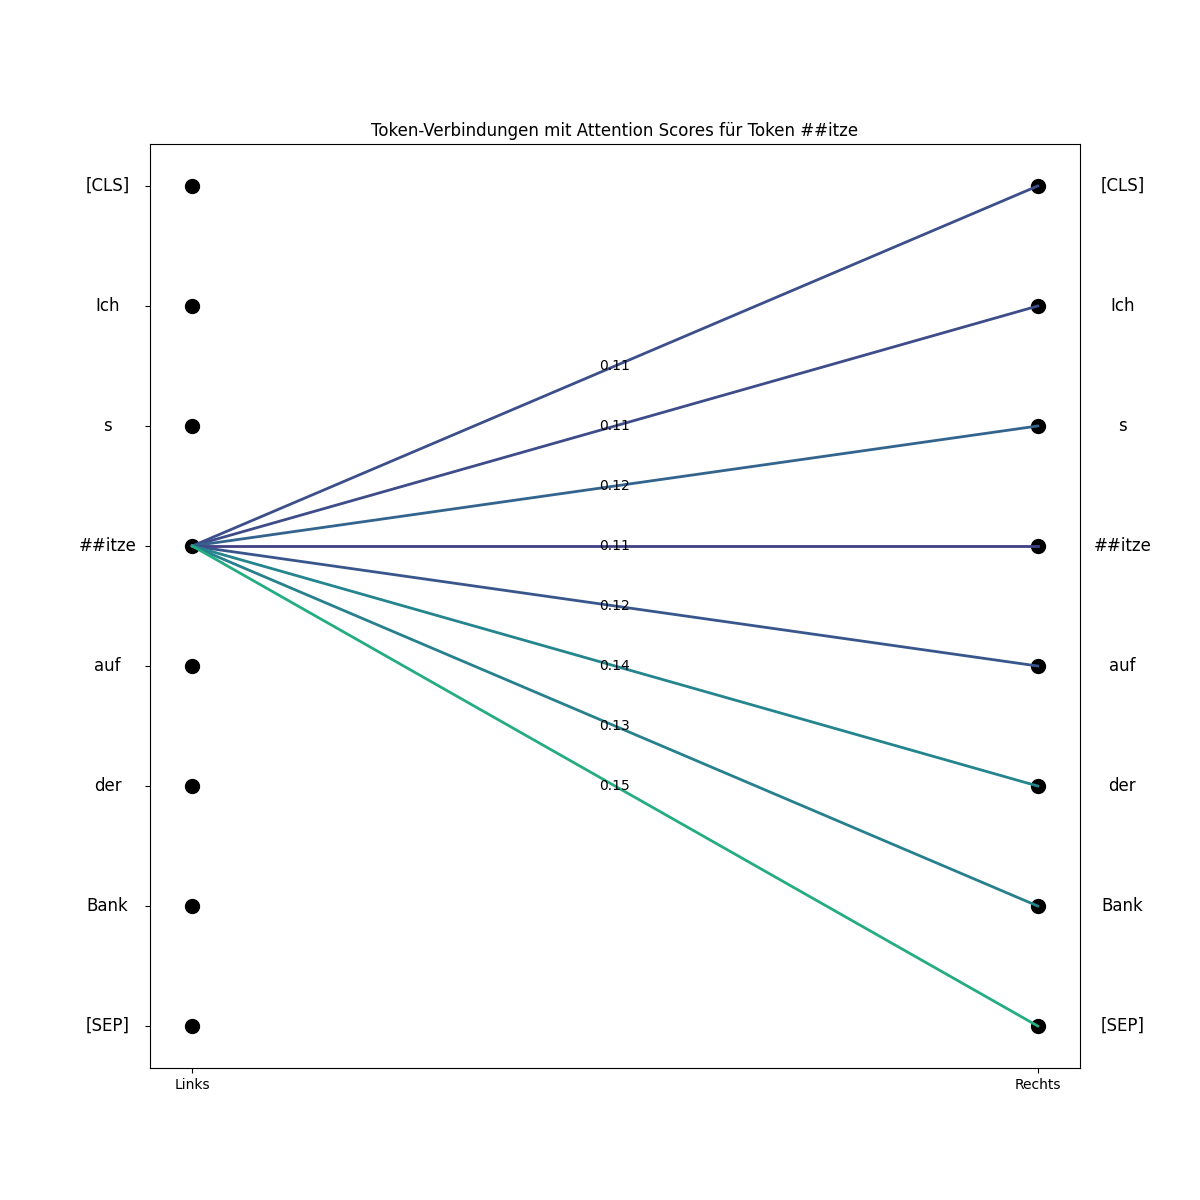 Token-Verbindungen mit Attention Scores für Token ##itze
[CLS] [CLS]
Ich Ich
0.11
s 0.11 s
0.12
##itze 0.11 ##itze
0.12
auf 0.14 auf
0.13
der 0.15 der
Bank Bank
[SEP] [SEP]
Links Rechts